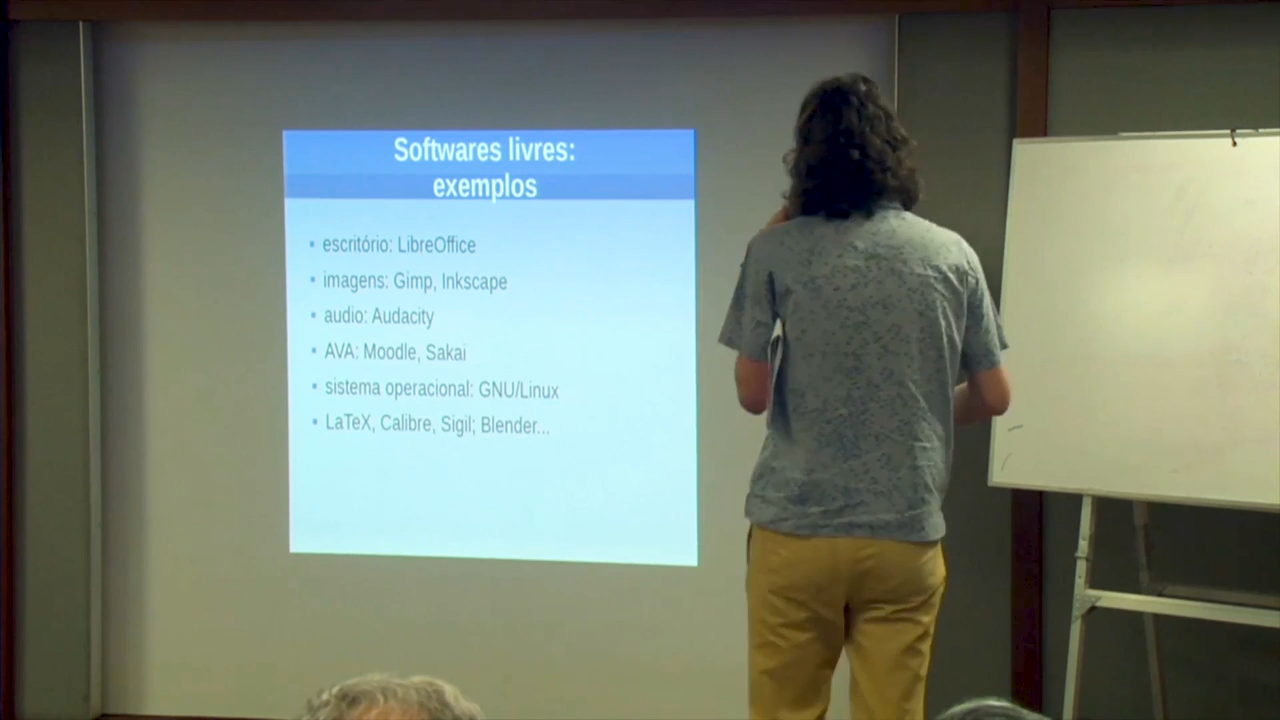 Softwares livres:
exemplos
escritório: LibreOffice
imagens: Gimp, Inkscape
audio: Audacity
AVA: Moodle, Sakai
sistema operacional: GNU/Linux
LaTeX, Calibre, Sigil; Blender...